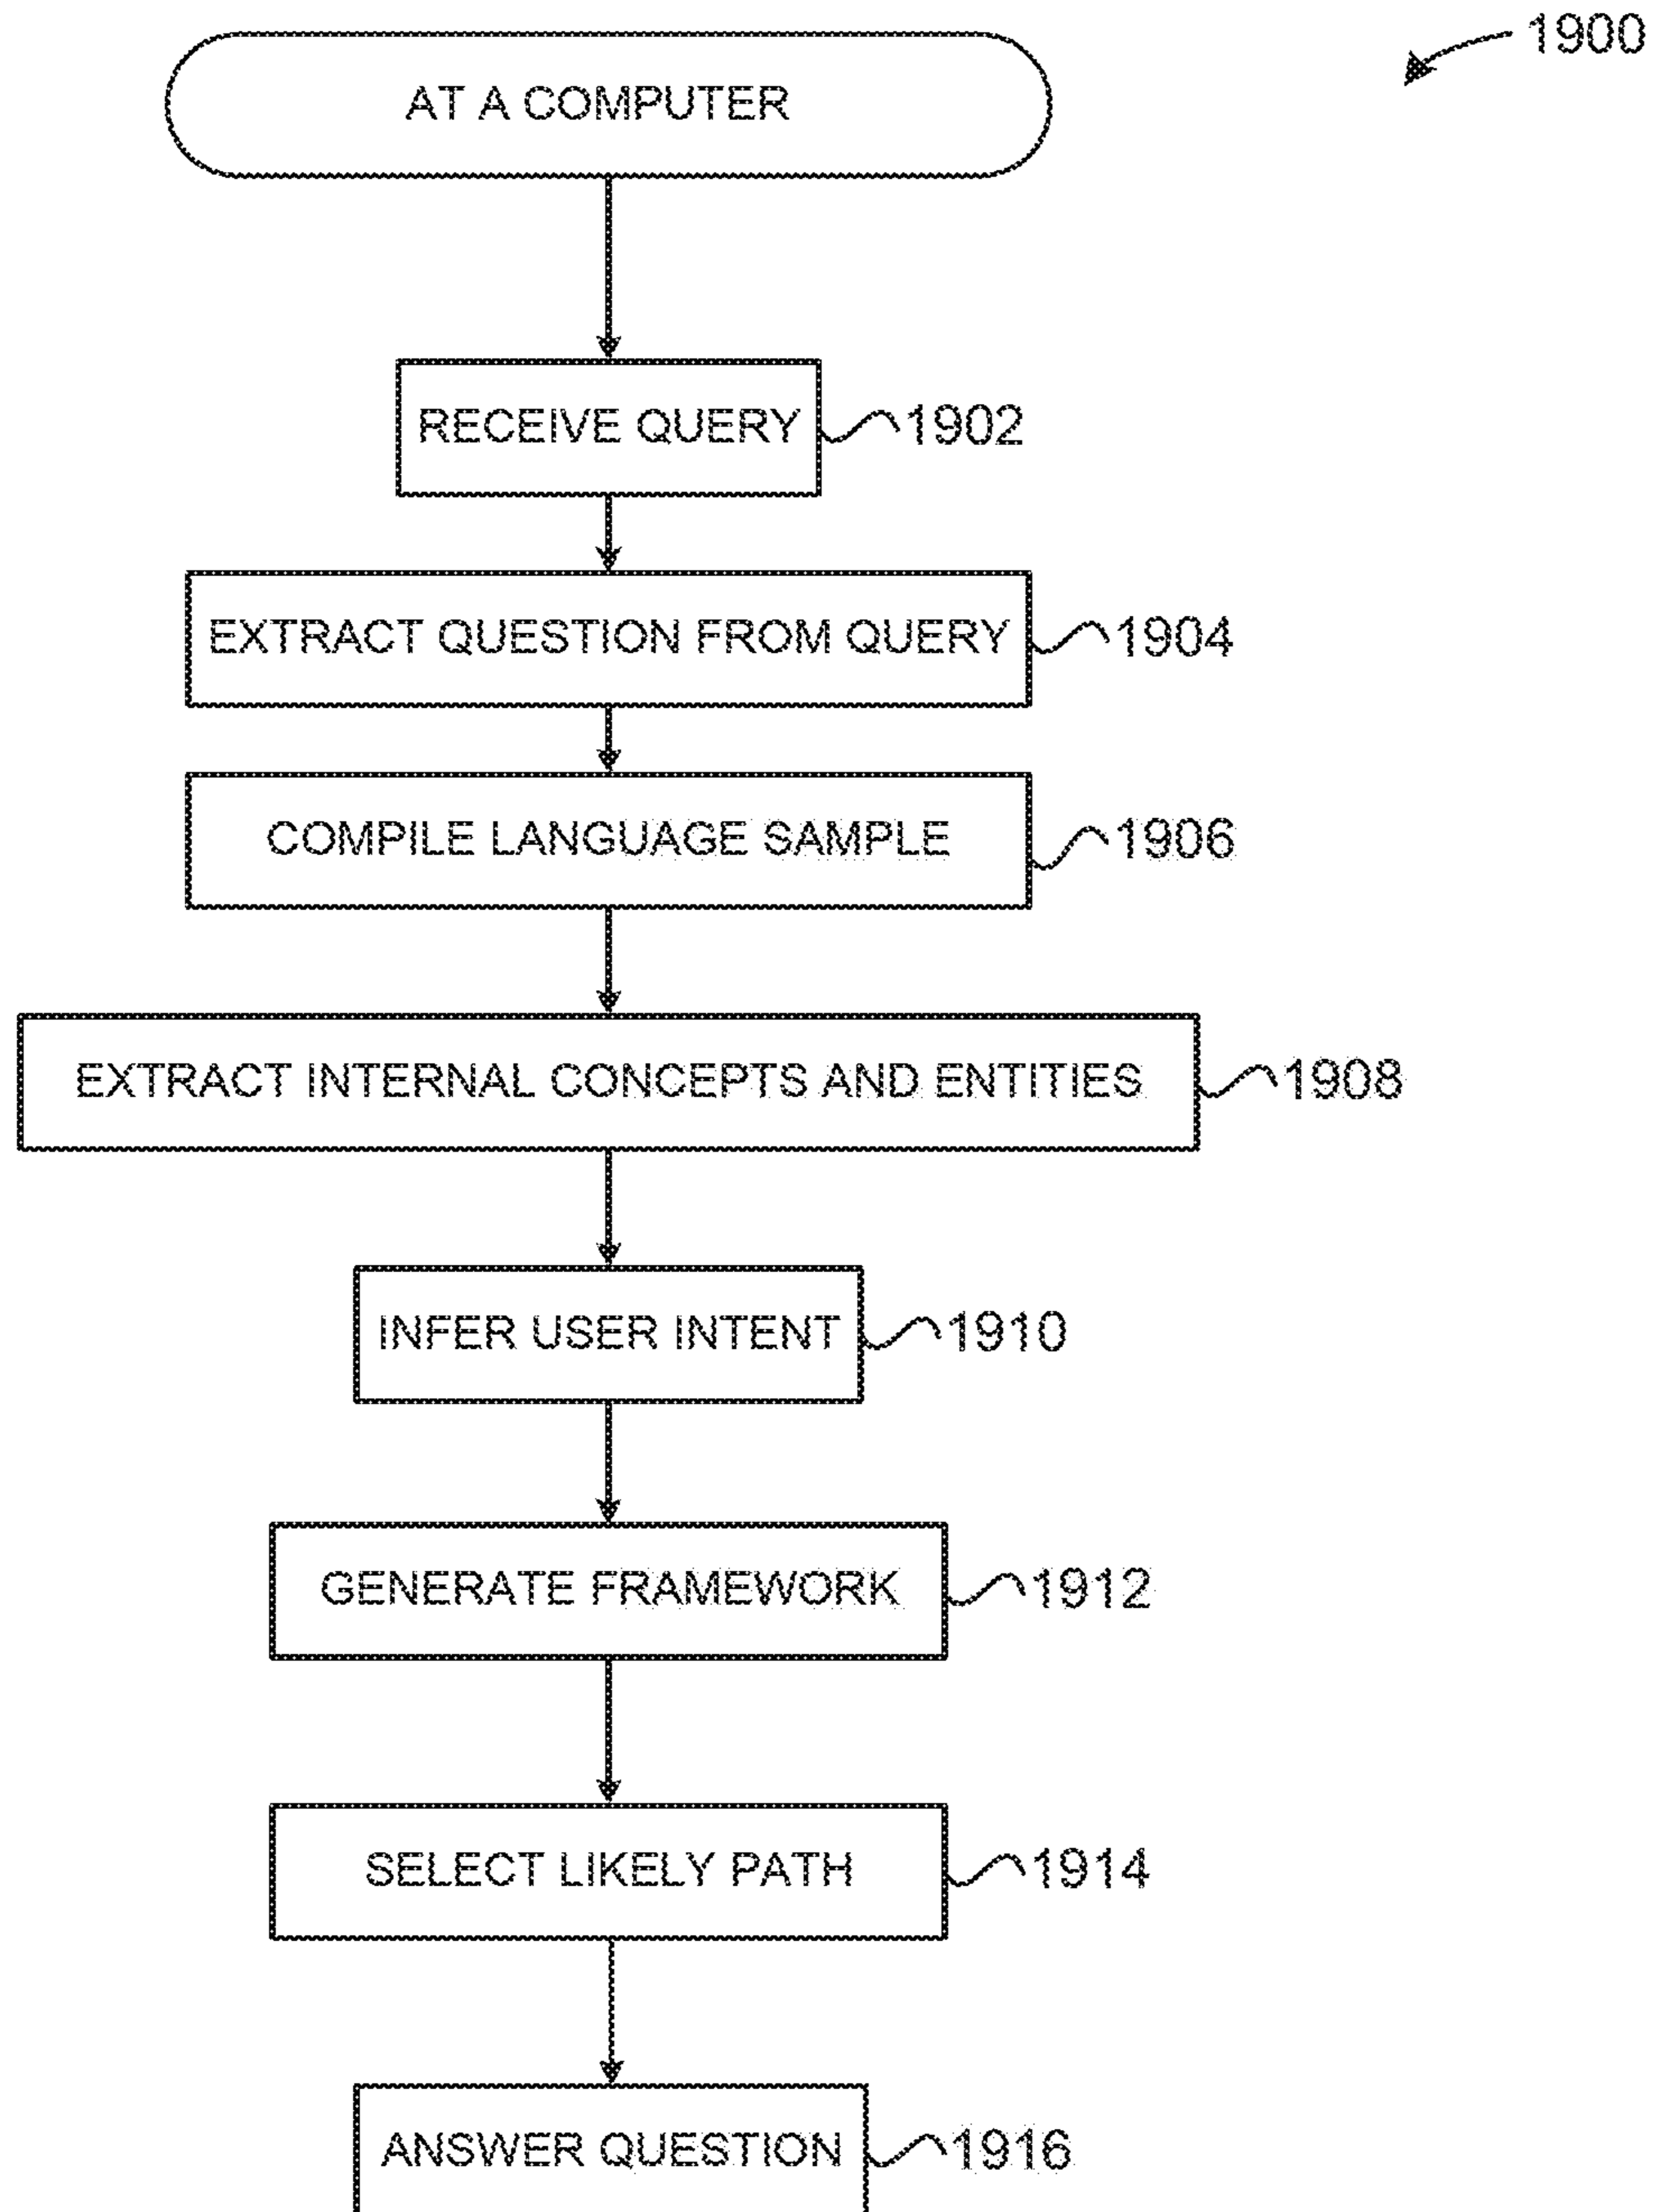 1900
AT A COMPUTER
RECEIVE QUERY 1902
EXTRACT QUESTION FROM QUERY 1904
COMPILE LANGUAGE SAMPLE 1906
EXTRACT INTERNAL CONCEPTS AND ENTITIES 1908
INFER USER INTENT 1910
GENERATE FRAMEWORK 1912
SELECT LIKELY PATH 1914
ANSWER QUESTION 1916